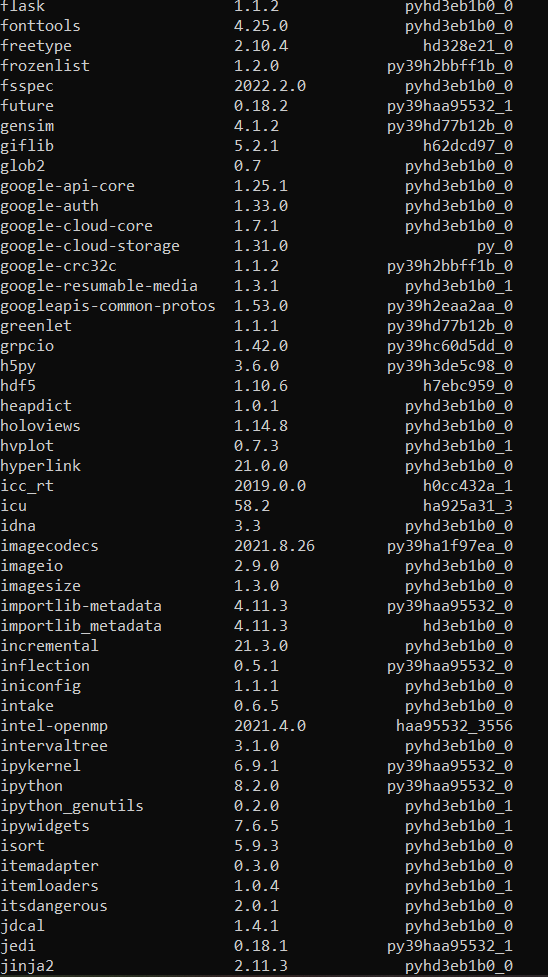 flask 1.1.2 pyhd3eb1b0_0
fonttools 4.25.0 pyhd3eb1b0_0
freetype 2.10.4 hd328e21_0
frozenlist 1.2.0 py39h2bbff1b_0
fsspec 2022.2.0 pyhd3eb1b0_0
future 0.18.2 py39haa95532_1
gensim 4.1.2 py39hd77b12b_0
giflib 5.2.1 h62dcd97_0
glob2 0.7 pyhd3eb1b0_0
google-api-core 1.25.1 pyhd3eb1b0_0
google-auth 1.33.0 pyhd3eb1b0_0
google-cloud-core 1.7.1 pyhd3eb1b0_0
google-cloud-storage 1.31.0 py_0
google-crc32c 1.1.2 py39h2bbff1b_0
google-resumable-media 1.3.1 pyhd3eb1b0_1
googleapis-common-protos 1.53.0 py39h2eaa2aa_0
greenlet 1.1.1 py39hd77b12b_0
grpcio 1.42.0 py39hc60d5dd_0
h5py 3.6.0 py39h3de5c98_0
hdf5 1.10.6 h7ebc959_0
heapdict 1.0.1 pyhd3eb1b0_0
holoviews 1.14.8 pyhd3eb1b0_0
hvplot 0.7.3 pyhd3eb1b0_1
hyperlink 21.0.0 pyhd3eb1b0_0
icc_rt 2019.0.0 h0cc432a_1
icu 58.2 ha925a31_3
idna 3.3 pyhd3eb1b0_0
imagecodecs 2021.8.26 py39ha1f97ea_0
imageio 2.9.0 pyhd3eb1b0_0
imagesize 1.3.0 pyhd3eb1b0_0
importlib-metadata 4.11.3 py39haa95532_0
importlib_metadata 4.11.3 hd3eb1b0_0
incremental 21.3.0 pyhd3eb1b0_0
inflection 0.5.1 py39haa95532_0
iniconfig 1.1.1 pyhd3eb1b0_0
intake 0.6.5 pyhd3eb1b0_0
intel-openmp 2021.4.0 haa95532_3556
intervaltree 3.1.0 pyhd3eb1b0_0
ipykernel 6.9.1 py39haa95532_0
ipython 8.2.0 py39haa95532_0
ipython_genutils 0.2.0 pyhd3eb1b0_1
ipywidgets 7.6.5 pyhd3eb1b0_1
isort 5.9.3 pyhd3eb1b0_0
itemadapter 0.3.0 pyhd3eb1b0_0
itemloaders 1.0.4 pyhd3eb1b0_1
itsdangerous 2.0.1 pyhd3eb1b0_0
jdcal 1.4.1 pyhd3eb1b0_0
jedi 0.18.1 py39haa95532_1
jinja2 2.11.3 pyhd3eb1b0_0